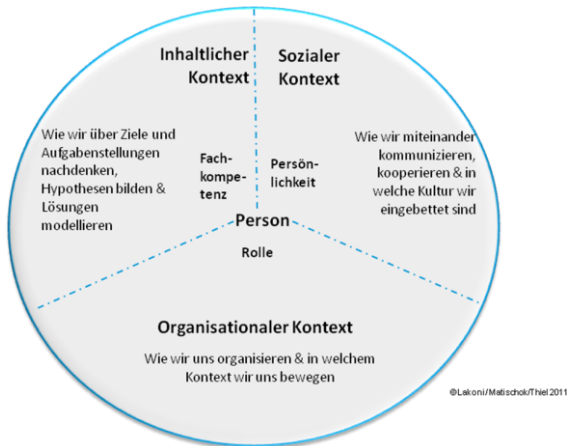 Inhaltlicher
Kontext
Wie wir über Ziele und
Aufgabenstellungen
nachdenken,
Hypothesen bilden &
Lösungen
modellieren
Fach-
kompe-
tenz
Sozialer
Kontext
Wie wir miteinander
kommunizieren,
kooperieren & in
welche Kultur wir
eingebettet sind
Persön-
lichkeit
Person
Rolle
Organisationaler Kontext
Wie wir uns organisieren & in welchem
Kontext wir uns bewegen
©Lakoni/Matischok/Thiel 2011